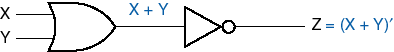 X
Y
X + Y
Z = (X + Y)′